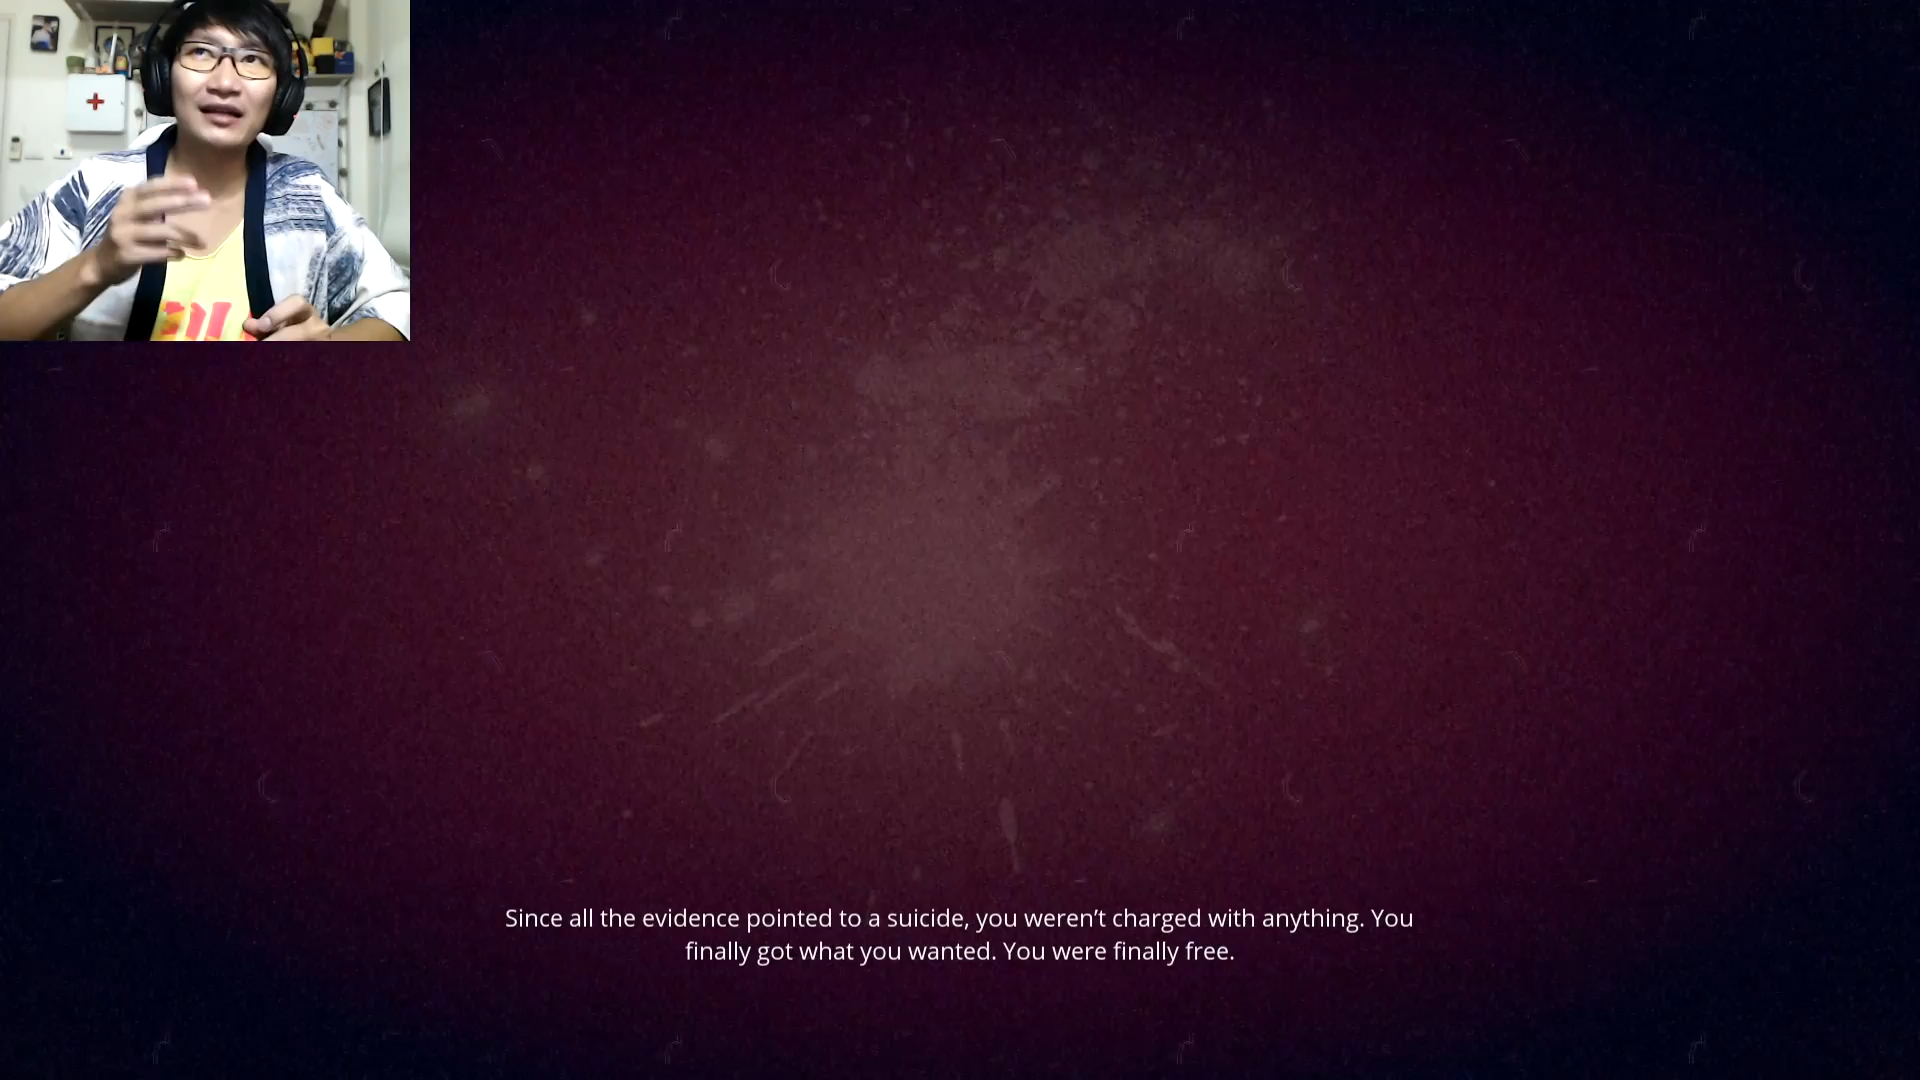 Since all the evidence pointed to a suicide, you weren’t charged with anything. You
finally got what you wanted. You were finally free.